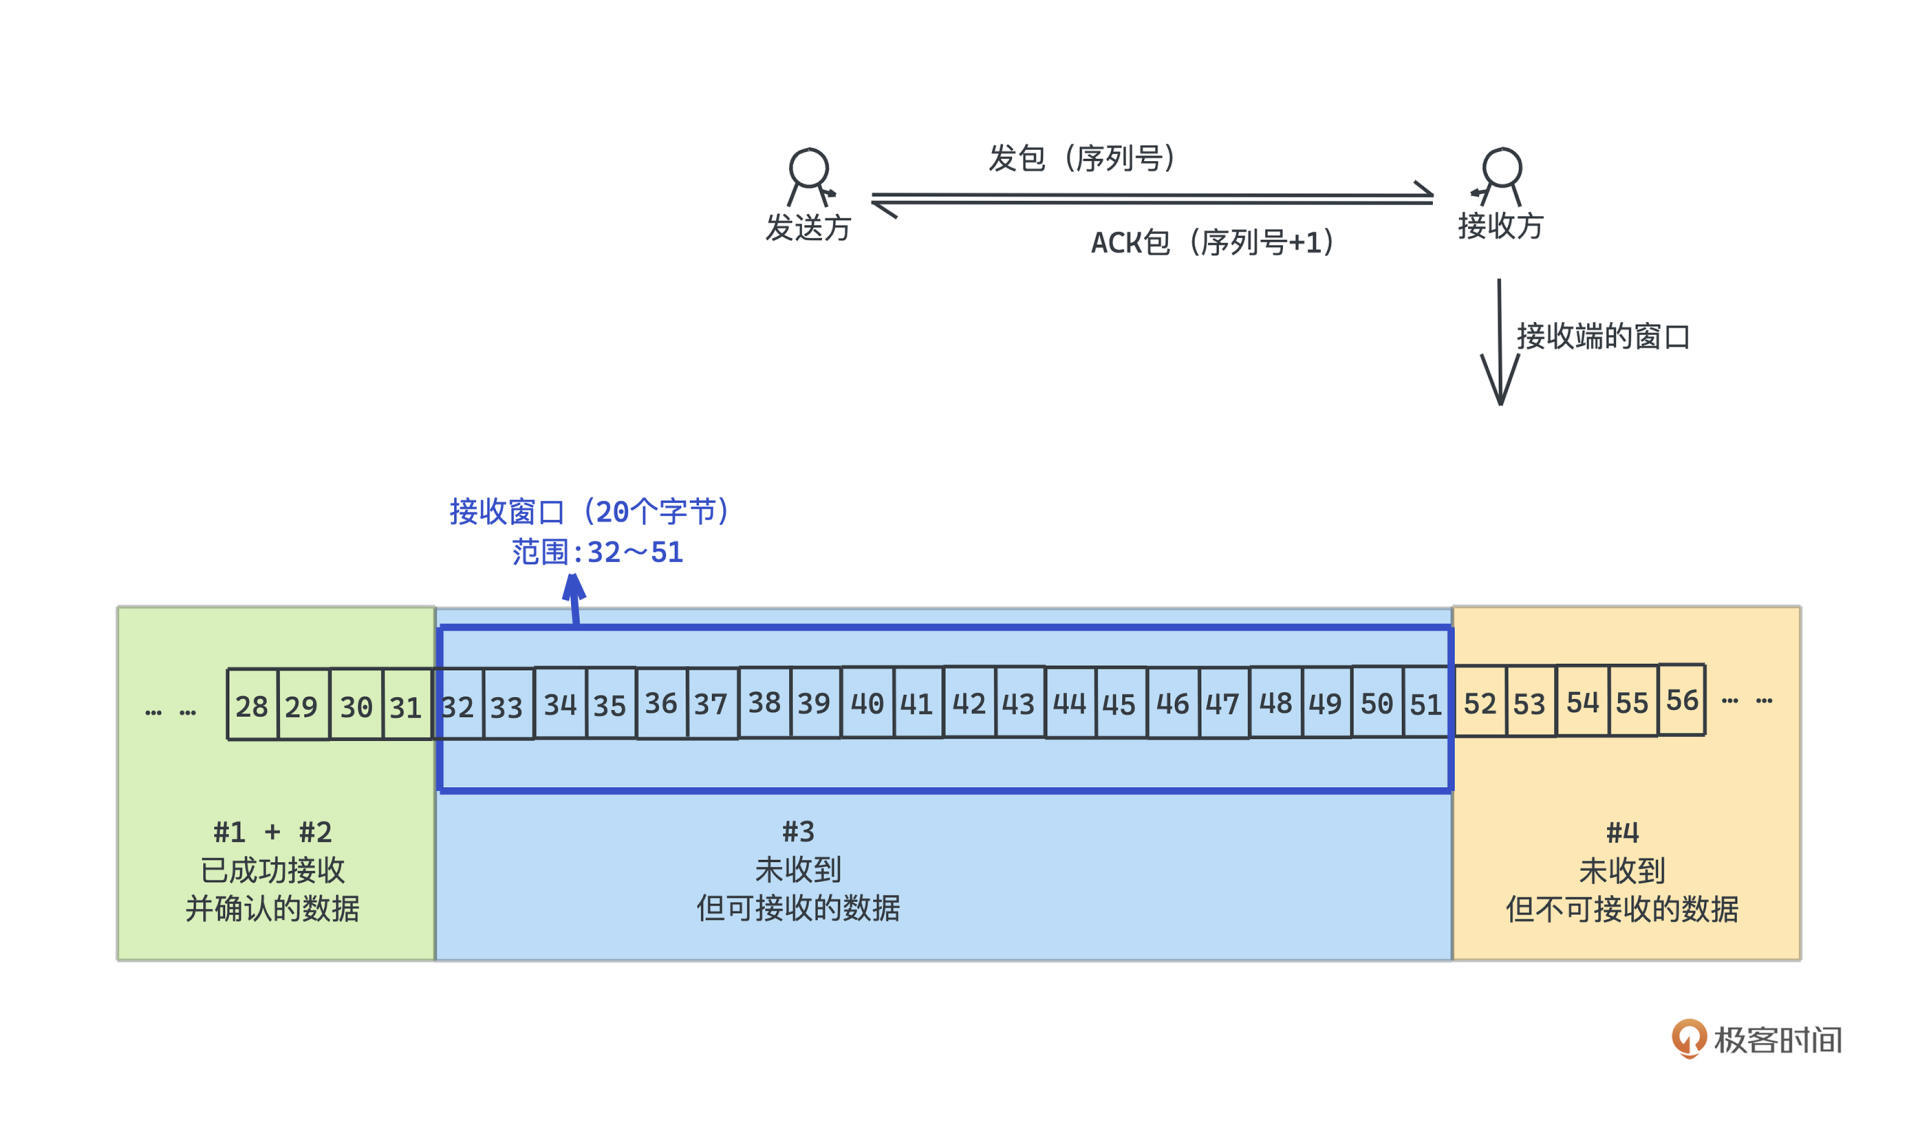 发包（序列号）
发送方
接收方
ACK包（序列号+1）
接收端的窗口
接收窗口（20个字节）
范围:32～51
... ... 28 29 30 31 32 33 34 35 36 37 38 39 40 41 42 43 44 45 46 47 48 49 50 51 52 53 54 55 56 ... ...
#1 + #2
已成功接收
并确认的数据
#3
未收到
但可接收的数据
#4
未收到
但不可接收的数据
极客时间